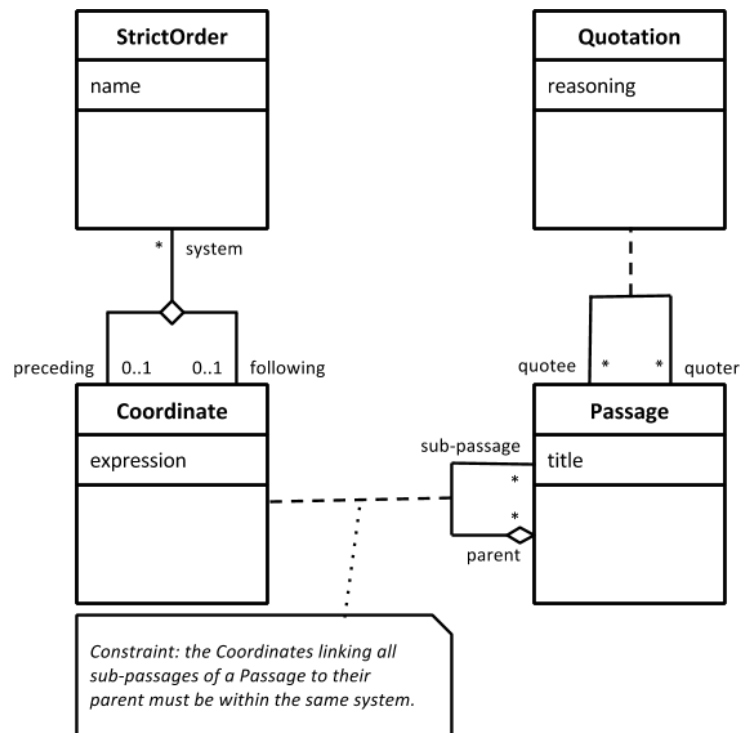 StrictOrder
name
Quotation
reasoning
* system
preceding 0..1 0..1 following
quotee * * quoter
Coordinate
expression
Passage
title
sub-passage
*
*
parent
Constraint: the Coordinates linking all
sub-passages of a Passage to their
parent must be within the same system.